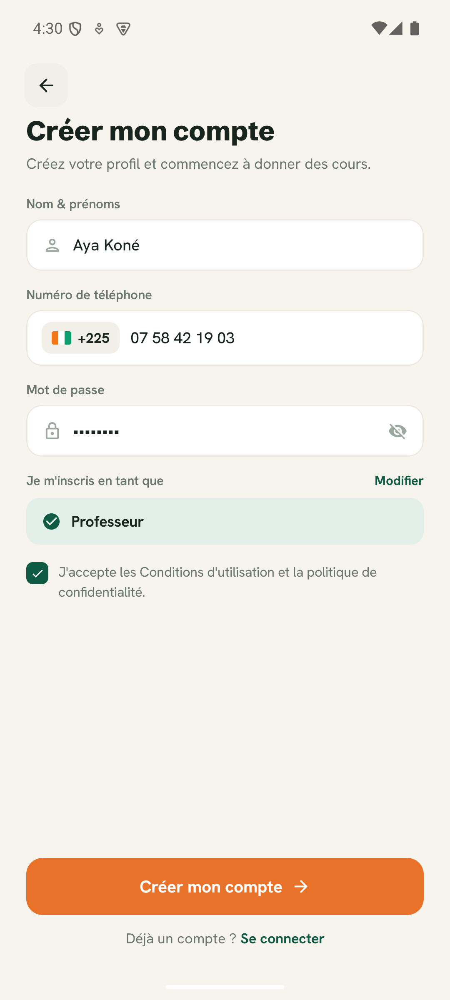 4:30
Créer mon compte
Créez votre profil et commencez à donner des cours.
Nom & prénoms
Aya Koné
Numéro de téléphone
+225 07 58 42 19 03
Mot de passe
••••••••
Je m'inscris en tant que Modifier
Professeur
J'accepte les Conditions d'utilisation et la politique de
confidentialité.
Créer mon compte →
Déjà un compte ? Se connecter